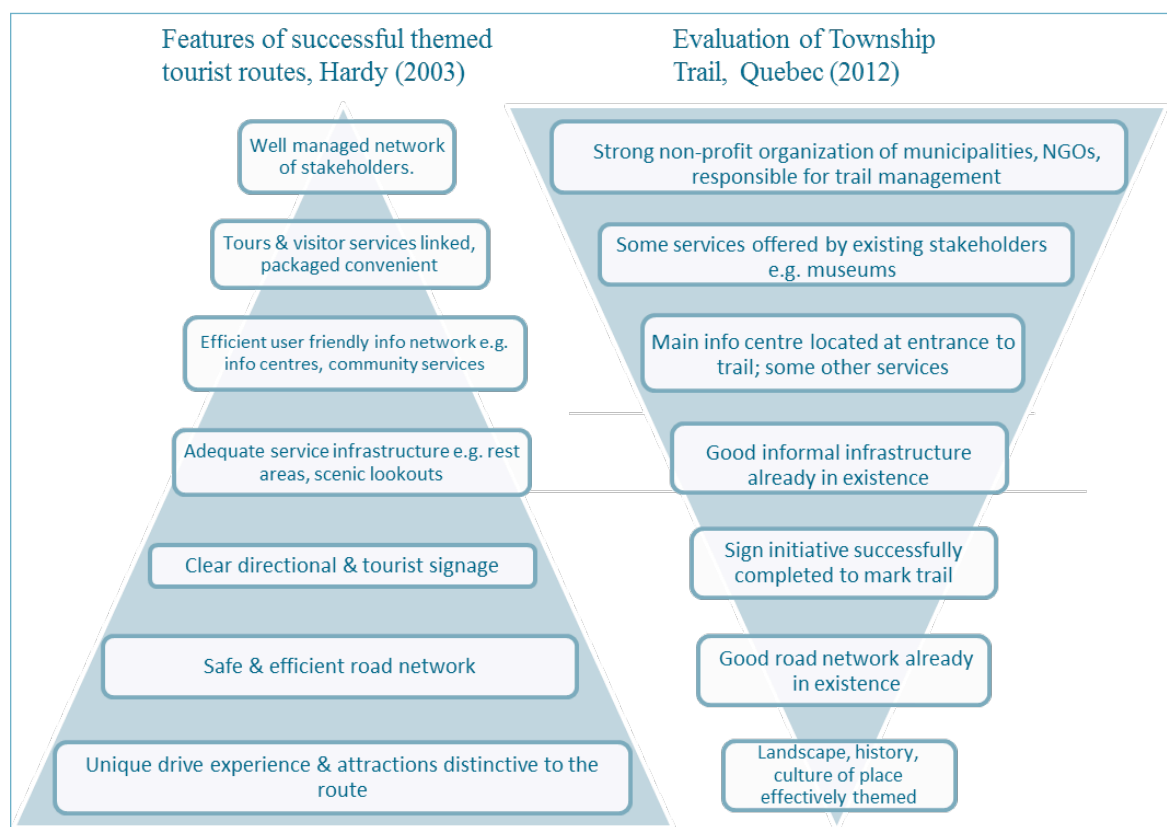 Features of successful themed
tourist routes, Hardy (2003)
Well managed network
of stakeholders.
Tours & visitor services linked,
packaged convenient
Efficient user friendly info network e.g.
info centres, community services
Adequate service infrastructure e.g. rest
areas, scenic lookouts
Clear directional & tourist signage
Safe & efficient road network
Unique drive experience & attractions distinctive to the
route
Evaluation of Township
Trail, Quebec (2012)
Strong non-profit organization of municipalities, NGOs,
responsible for trail management
Some services offered by existing stakeholders
e.g. museums
Main info centre located at entrance to
trail; some other services
Good informal infrastructure
already in existence
Sign initiative successfully
completed to mark trail
Good road network already
in existence
Landscape, history,
culture of place
effectively themed